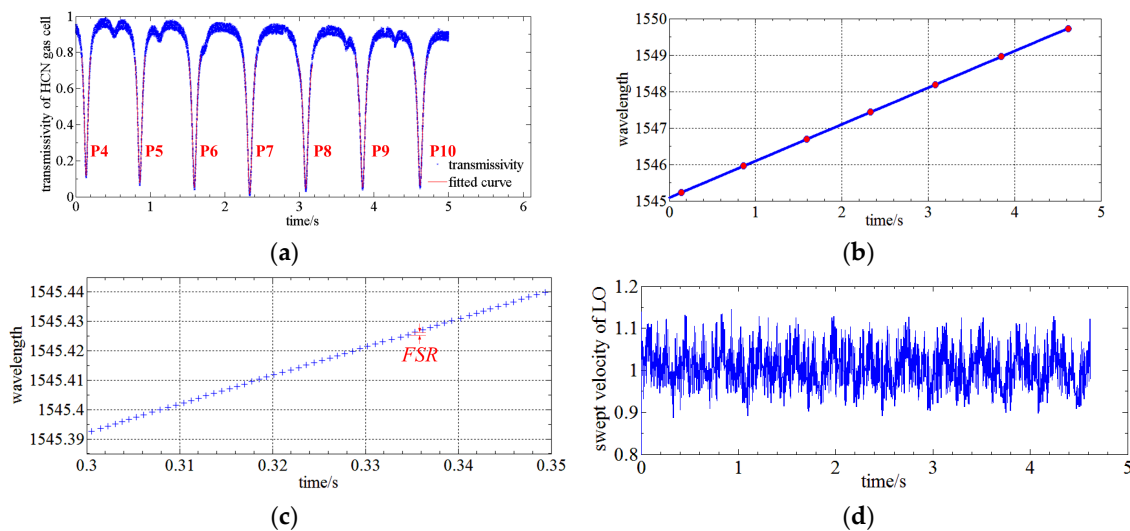 transmissivity of HCN gas cell
1
0.8
0.6
0.4
0.2
0
P4 P5 P6 P7 P8 P9 P10
transmissivity
fitted curve
0 1 2 3 4 5 6
time/s
(a)
wavelength
1550
1549
1548
1547
1546
1545
0 1 2 3 4 5
time/s
(b)
wavelength
1545.44
1545.43
1545.42
1545.41
1545.4
1545.39
FSR
0.3 0.31 0.32 0.33 0.34 0.35
time/s
(c)
swept velocity of LO
1.2
1.1
1
0.9
0.8
0 1 2 3 4 5
time/s
(d)